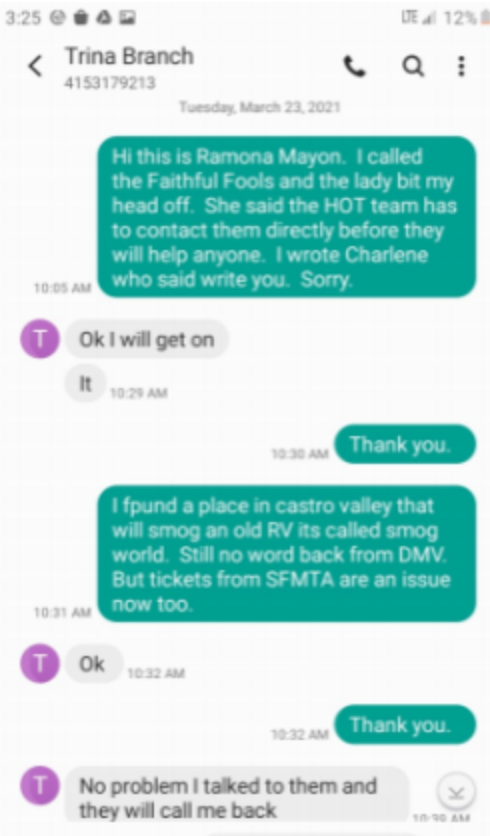 3:25 LTE 12%
Trina Branch
4153179213
Tuesday, March 23, 2021
Hi this is Ramona Mayon. I called
the Faithful Fools and the lady bit my
head off. She said the HOT team has
to contact them directly before they
will help anyone. I wrote Charlene
who said write you. Sorry.
10:05 AM
T Ok I will get on
It 10:29 AM
10:30 AM Thank you.
I fpund a place in castro valley that
will smog an old RV its called smog
world. Still no word back from DMV.
But tickets from SFMTA are an issue
now too.
10:31 AM
T Ok 10:32 AM
10:32 AM Thank you.
T No problem I talked to them and
they will call me back
10:39 AM